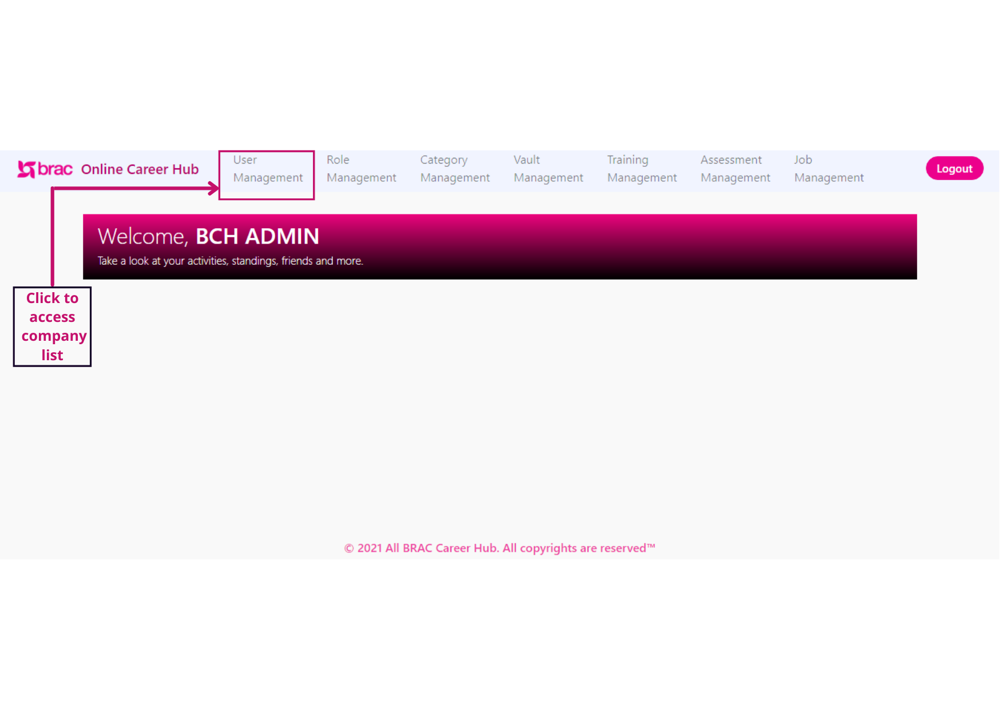 brac Online Career Hub
User Management
Role Management
Category Management
Vault Management
Training Management
Assessment Management
Job Management
Logout
Welcome, BCH ADMIN
Take a look at your activities, standings, friends and more.
Click to
access
company
list
© 2021 All BRAC Career Hub. All copyrights are reserved™